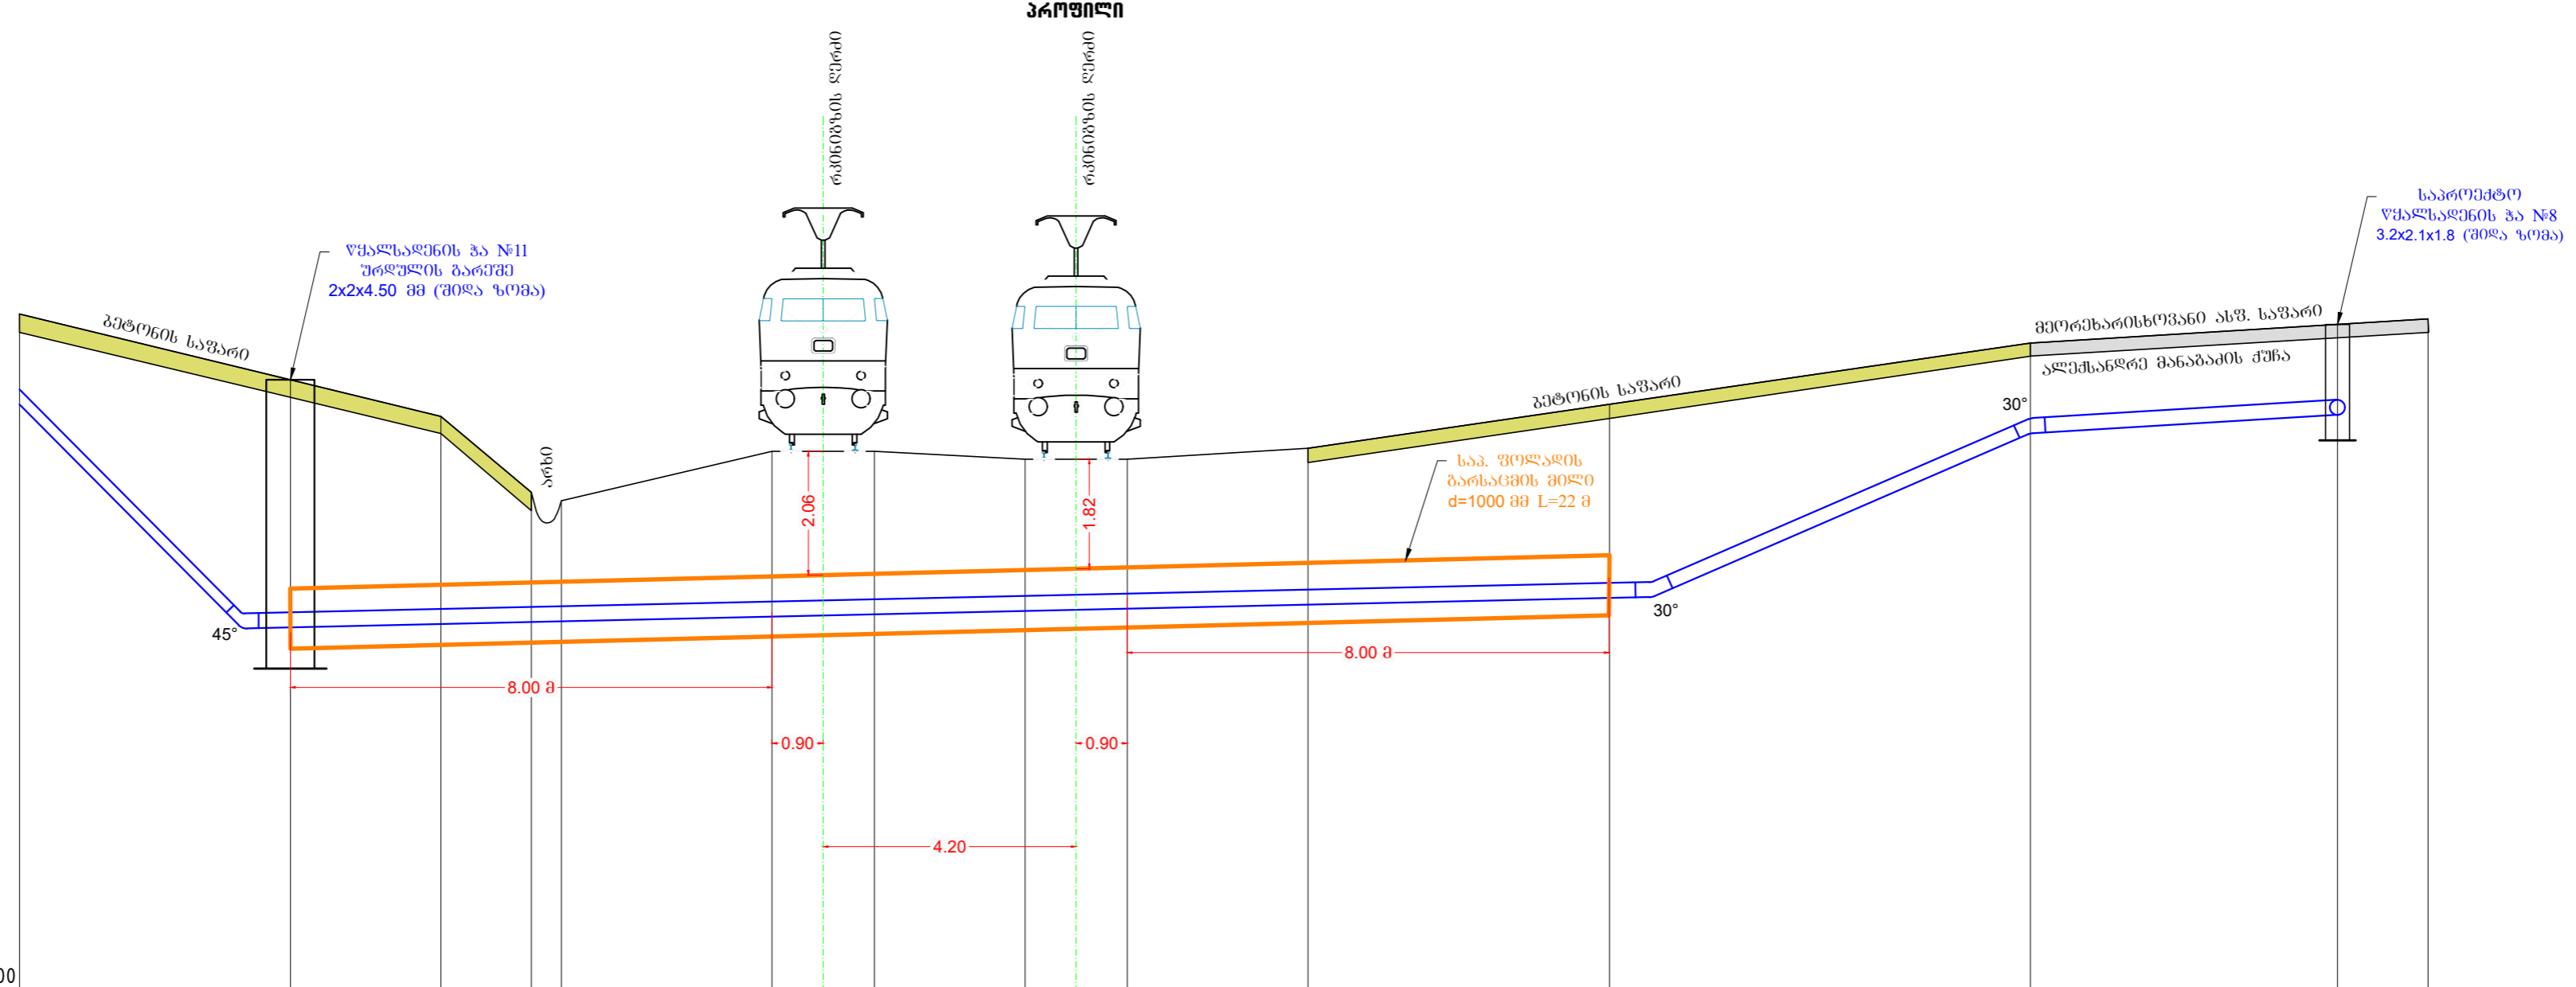 პროფილი
რკინიგზის ღერძი
რკინიგზის ღერძი
წყალსადენის ჭა №11
ურდულის გარეშე
2x2x4.50 მმ (შიდა ზომა)
საპროექტო
წყალსადენის ჭა №8
3.2x2.1x1.8 (შიდა ზომა)
ბეტონის საფარი
არხი
2.06
1.82
ბეტონის საფარი
მეორეხარისხოვანი ასფ. საფარი
ალექსანდრე მანაგაძის ქუჩა
30°
საპ. ფოლადის
გარსაცმის მილი
d=1000 მმ L=22 მ
45°
30°
8.00 მ
8.00 მ
0.90
0.90
4.20
00